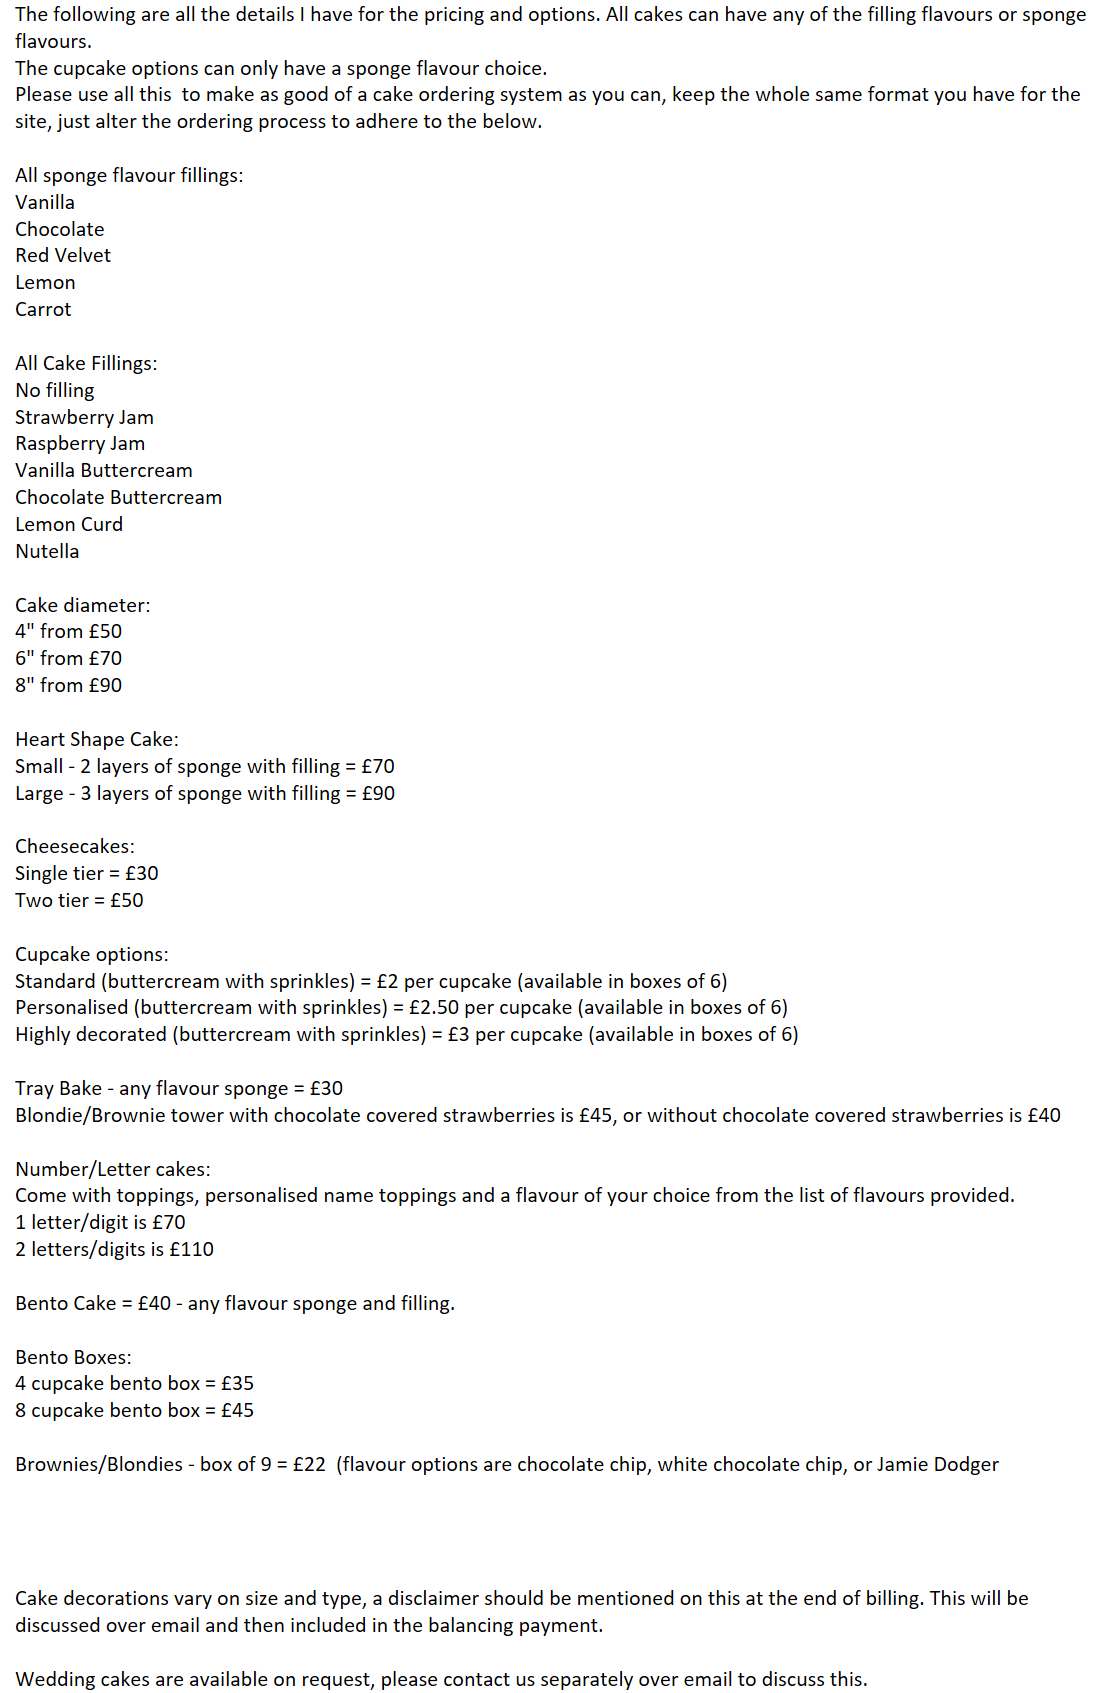 The following are all the details I have for the pricing and options. All cakes can have any of the filling flavours or sponge
flavours.
The cupcake options can only have a sponge flavour choice.
Please use all this  to make as good of a cake ordering system as you can, keep the whole same format you have for the
site, just alter the ordering process to adhere to the below.

All sponge flavour fillings:
Vanilla
Chocolate
Red Velvet
Lemon
Carrot

All Cake Fillings:
No filling
Strawberry Jam
Raspberry Jam
Vanilla Buttercream
Chocolate Buttercream
Lemon Curd
Nutella

Cake diameter:
4" from £50
6" from £70
8" from £90

Heart Shape Cake:
Small - 2 layers of sponge with filling = £70
Large - 3 layers of sponge with filling = £90

Cheesecakes:
Single tier = £30
Two tier = £50

Cupcake options:
Standard (buttercream with sprinkles) = £2 per cupcake (available in boxes of 6)
Personalised (buttercream with sprinkles) = £2.50 per cupcake (available in boxes of 6)
Highly decorated (buttercream with sprinkles) = £3 per cupcake (available in boxes of 6)

Tray Bake - any flavour sponge = £30
Blondie/Brownie tower with chocolate covered strawberries is £45, or without chocolate covered strawberries is £40

Number/Letter cakes:
Come with toppings, personalised name toppings and a flavour of your choice from the list of flavours provided.
1 letter/digit is £70
2 letters/digits is £110

Bento Cake = £40 - any flavour sponge and filling.

Bento Boxes:
4 cupcake bento box = £35
8 cupcake bento box = £45

Brownies/Blondies - box of 9 = £22  (flavour options are chocolate chip, white chocolate chip, or Jamie Dodger

Cake decorations vary on size and type, a disclaimer should be mentioned on this at the end of billing. This will be
discussed over email and then included in the balancing payment.

Wedding cakes are available on request, please contact us separately over email to discuss this.